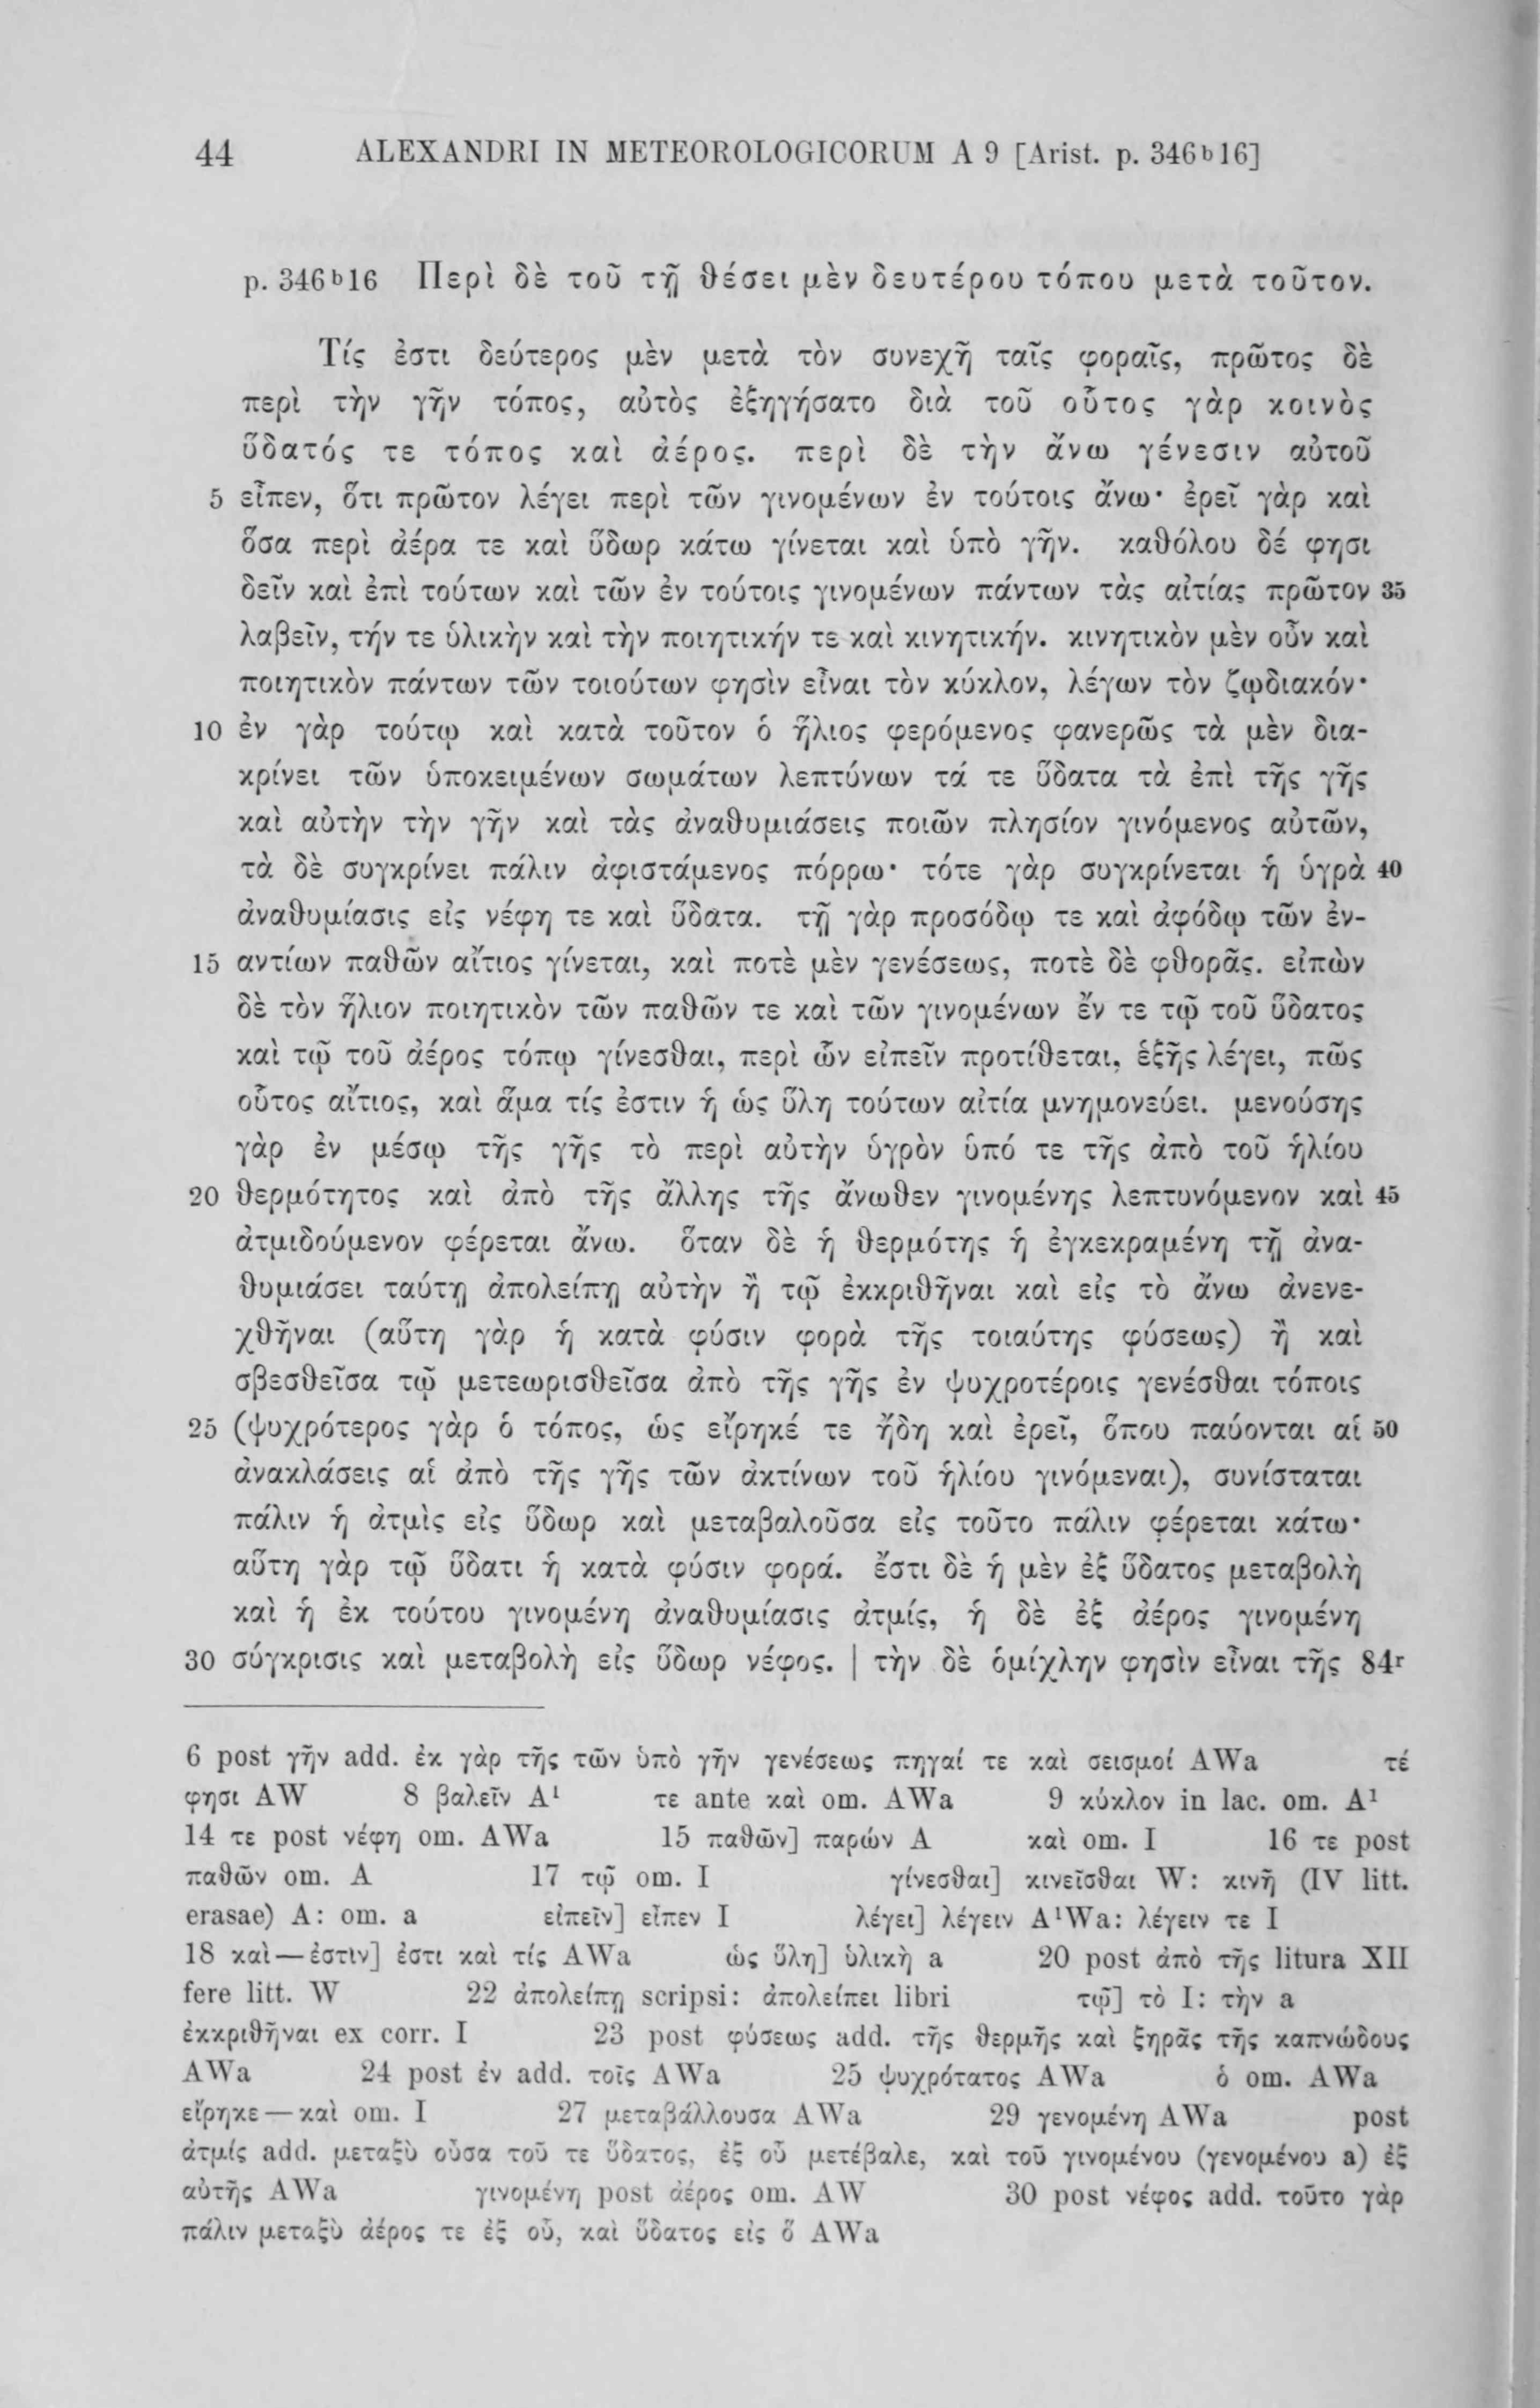 44 ALEXANDRI IN METEOROLOGICORUM A 9 [Arist. p. 346b16]
p. 346b16 Περὶ δὲ τοῦ τῇ θέσει μὲν δευτέρου τόπου μετὰ τοῦτον.
Τίς ἐστι δεύτερος μὲν μετὰ τὸν συνεχῆ ταῖς φοραῖς, πρῶτος δὲ
περὶ τὴν γῆν τόπος, αὐτὸς ἐξηγήσατο διὰ τοῦ οὗτος γὰρ κοινὸς
ὕδατός τε τόπος καὶ ἀέρος. περὶ δὲ τὴν ἄνω γένεσιν αὐτοῦ
5 εἶπεν, ὅτι πρῶτον λέγει περὶ τῶν γινομένων ἐν τούτοις ἄνω· ἐρεῖ γὰρ καὶ
ὅσα περὶ ἀέρα τε καὶ ὕδωρ κάτω γίνεται καὶ ὑπὸ γῆν. καθόλου δέ φησι
δεῖν καὶ ἐπὶ τούτων καὶ τῶν ἐν τούτοις γινομένων πάντων τὰς αἰτίας πρῶτον 35
λαβεῖν, τήν τε ὑλικὴν καὶ τὴν ποιητικήν τε καὶ κινητικήν. κινητικὸν μὲν οὖν καὶ
ποιητικὸν πάντων τῶν τοιούτων φησὶν εἶναι τὸν κύκλον, λέγων τὸν ζῳδιακόν·
10 ἐν γὰρ τούτῳ καὶ κατὰ τοῦτον ὁ ἥλιος φερόμενος φανερῶς τὰ μὲν δια-
κρίνει τῶν ὑποκειμένων σωμάτων λεπτύνων τά τε ὕδατα τὰ ἐπὶ τῆς γῆς
καὶ αὐτὴν τὴν γῆν καὶ τὰς ἀναθυμιάσεις ποιῶν πλησίον γινόμενος αὐτῶν,
τὰ δὲ συγκρίνει πάλιν ἀφιστάμενος πόρρω· τότε γὰρ συγκρίνεται ἡ ὑγρὰ 40
ἀναθυμίασις εἰς νέφη τε καὶ ὕδατα. τῇ γὰρ προσόδῳ τε καὶ ἀφόδῳ τῶν ἐν-
15 αντίων παθῶν αἴτιος γίνεται, καὶ ποτὲ μὲν γενέσεως, ποτὲ δὲ φθορᾶς. εἰπὼν
δὲ τὸν ἥλιον ποιητικὸν τῶν παθῶν τε καὶ τῶν γινομένων ἔν τε τῷ τοῦ ὕδατος
καὶ τῷ τοῦ ἀέρος τόπῳ γίνεσθαι, περὶ ὧν εἰπεῖν προτίθεται, ἑξῆς λέγει, πῶς
οὗτος αἴτιος, καὶ ἅμα τίς ἐστιν ἡ ὡς ὕλη τούτων αἰτία μνημονεύει. μενούσης
γὰρ ἐν μέσῳ τῆς γῆς τὸ περὶ αὐτὴν ὑγρὸν ὑπό τε τῆς ἀπὸ τοῦ ἡλίου
20 θερμότητος καὶ ἀπὸ τῆς ἄλλης τῆς ἄνωθεν γινομένης λεπτυνόμενον καὶ 45
ἀτμιδούμενον φέρεται ἄνω. ὅταν δὲ ἡ θερμότης ἡ ἐγκεκραμένη τῇ ἀνα-
θυμιάσει ταύτῃ ἀπολείπῃ αὐτὴν ἢ τῷ ἐκκριθῆναι καὶ εἰς τὸ ἄνω ἀνενε-
χθῆναι (αὕτη γὰρ ἡ κατὰ φύσιν φορὰ τῆς τοιαύτης φύσεως) ἢ καὶ
σβεσθεῖσα τῷ μετεωρισθεῖσα ἀπὸ τῆς γῆς ἐν ψυχροτέροις γενέσθαι τόποις
25 (ψυχρότερος γὰρ ὁ τόπος, ὡς εἴρηκέ τε ἤδη καὶ ἐρεῖ, ὅπου παύονται αἱ 50
ἀνακλάσεις αἱ ἀπὸ τῆς γῆς τῶν ἀκτίνων τοῦ ἡλίου γινόμεναι), συνίσταται
πάλιν ἡ ἀτμὶς εἰς ὕδωρ καὶ μεταβαλοῦσα εἰς τοῦτο πάλιν φέρεται κάτω·
αὕτη γὰρ τῷ ὕδατι ἡ κατὰ φύσιν φορά. ἔστι δὲ ἡ μὲν ἐξ ὕδατος μεταβολὴ
καὶ ἡ ἐκ τούτου γινομένη ἀναθυμίασις ἀτμίς, ἡ δὲ ἐξ ἀέρος γινομένη
30 σύγκρισις καὶ μεταβολὴ εἰς ὕδωρ νέφος. | τὴν δὲ ὁμίχλην φησὶν εἶναι τῆς 84r
6 post γῆν add. ἐκ γὰρ τῆς τῶν ὑπὸ γῆν γενέσεως πηγαί τε καὶ σεισμοί AWa τέ
φησι AW 8 βαλεῖν A¹ τε ante καὶ om. AWa 9 κύκλον in lac. om. A¹
14 τε post νέφη om. AWa 15 παθῶν] παρών A καὶ om. I 16 τε post
παθῶν om. A 17 τῷ om. I γίνεσθαι] κινεῖσθαι W: κινῆ (IV litt.
erasae) A: om. a εἰπεῖν] εἶπεν I λέγει] λέγειν A¹Wa: λέγειν τε I
18 καὶ—ἐστιν] ἐστι καὶ τίς AWa ὡς ὕλη] ὑλικὴ a 20 post ἀπὸ τῆς litura XII
fere litt. W 22 ἀπολείπῃ scripsi: ἀπολείπει libri τῷ] τὸ I: τὴν a
ἐκκριθῆναι ex corr. I 23 post φύσεως add. τῆς θερμῆς καὶ ξηρᾶς τῆς καπνώδους
AWa 24 post ἐν add. τοῖς AWa 25 ψυχρότατος AWa ὁ om. AWa
εἴρηκε—καὶ om. I 27 μεταβάλλουσα AWa 29 γενομένη AWa post
ἀτμίς add. μεταξὺ οὖσα τοῦ τε ὕδατος, ἐξ οὗ μετέβαλε, καὶ τοῦ γινομένου (γενομένου a) ἐξ
αὐτῆς AWa γινομένη post ἀέρος om. AW 30 post νέφος add. τοῦτο γὰρ
πάλιν μεταξὺ ἀέρος τε ἐξ οὗ, καὶ ὕδατος εἰς ὃ AWa